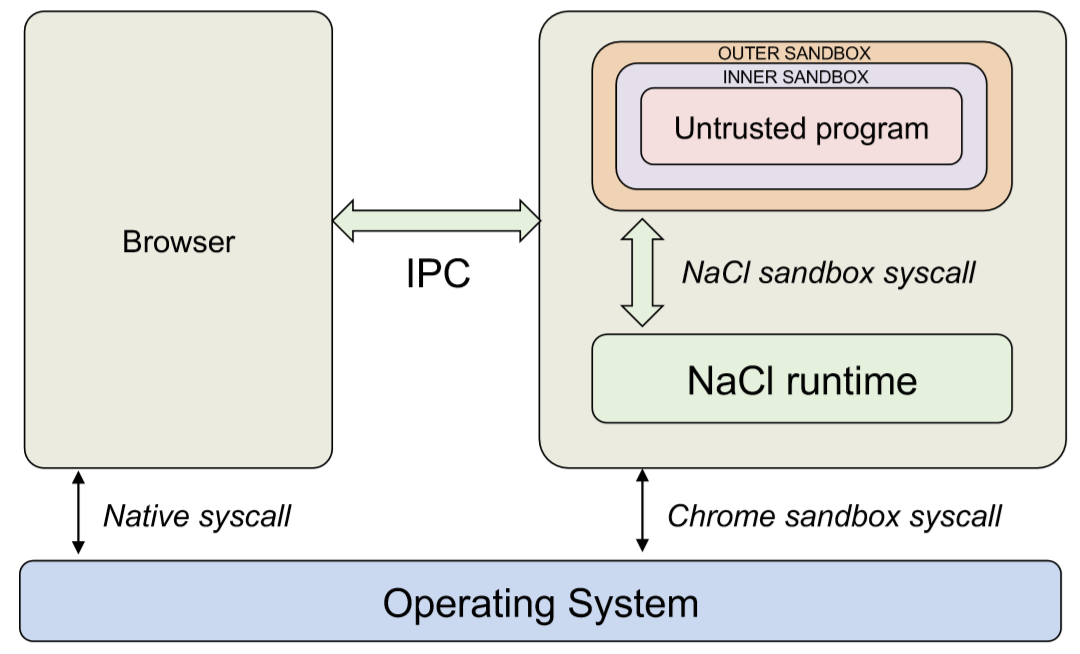 OUTER SANDBOX
INNER SANDBOX
Untrusted program
Browser
IPC
NaCl sandbox syscall
NaCl runtime
Native syscall
Chrome sandbox syscall
Operating System